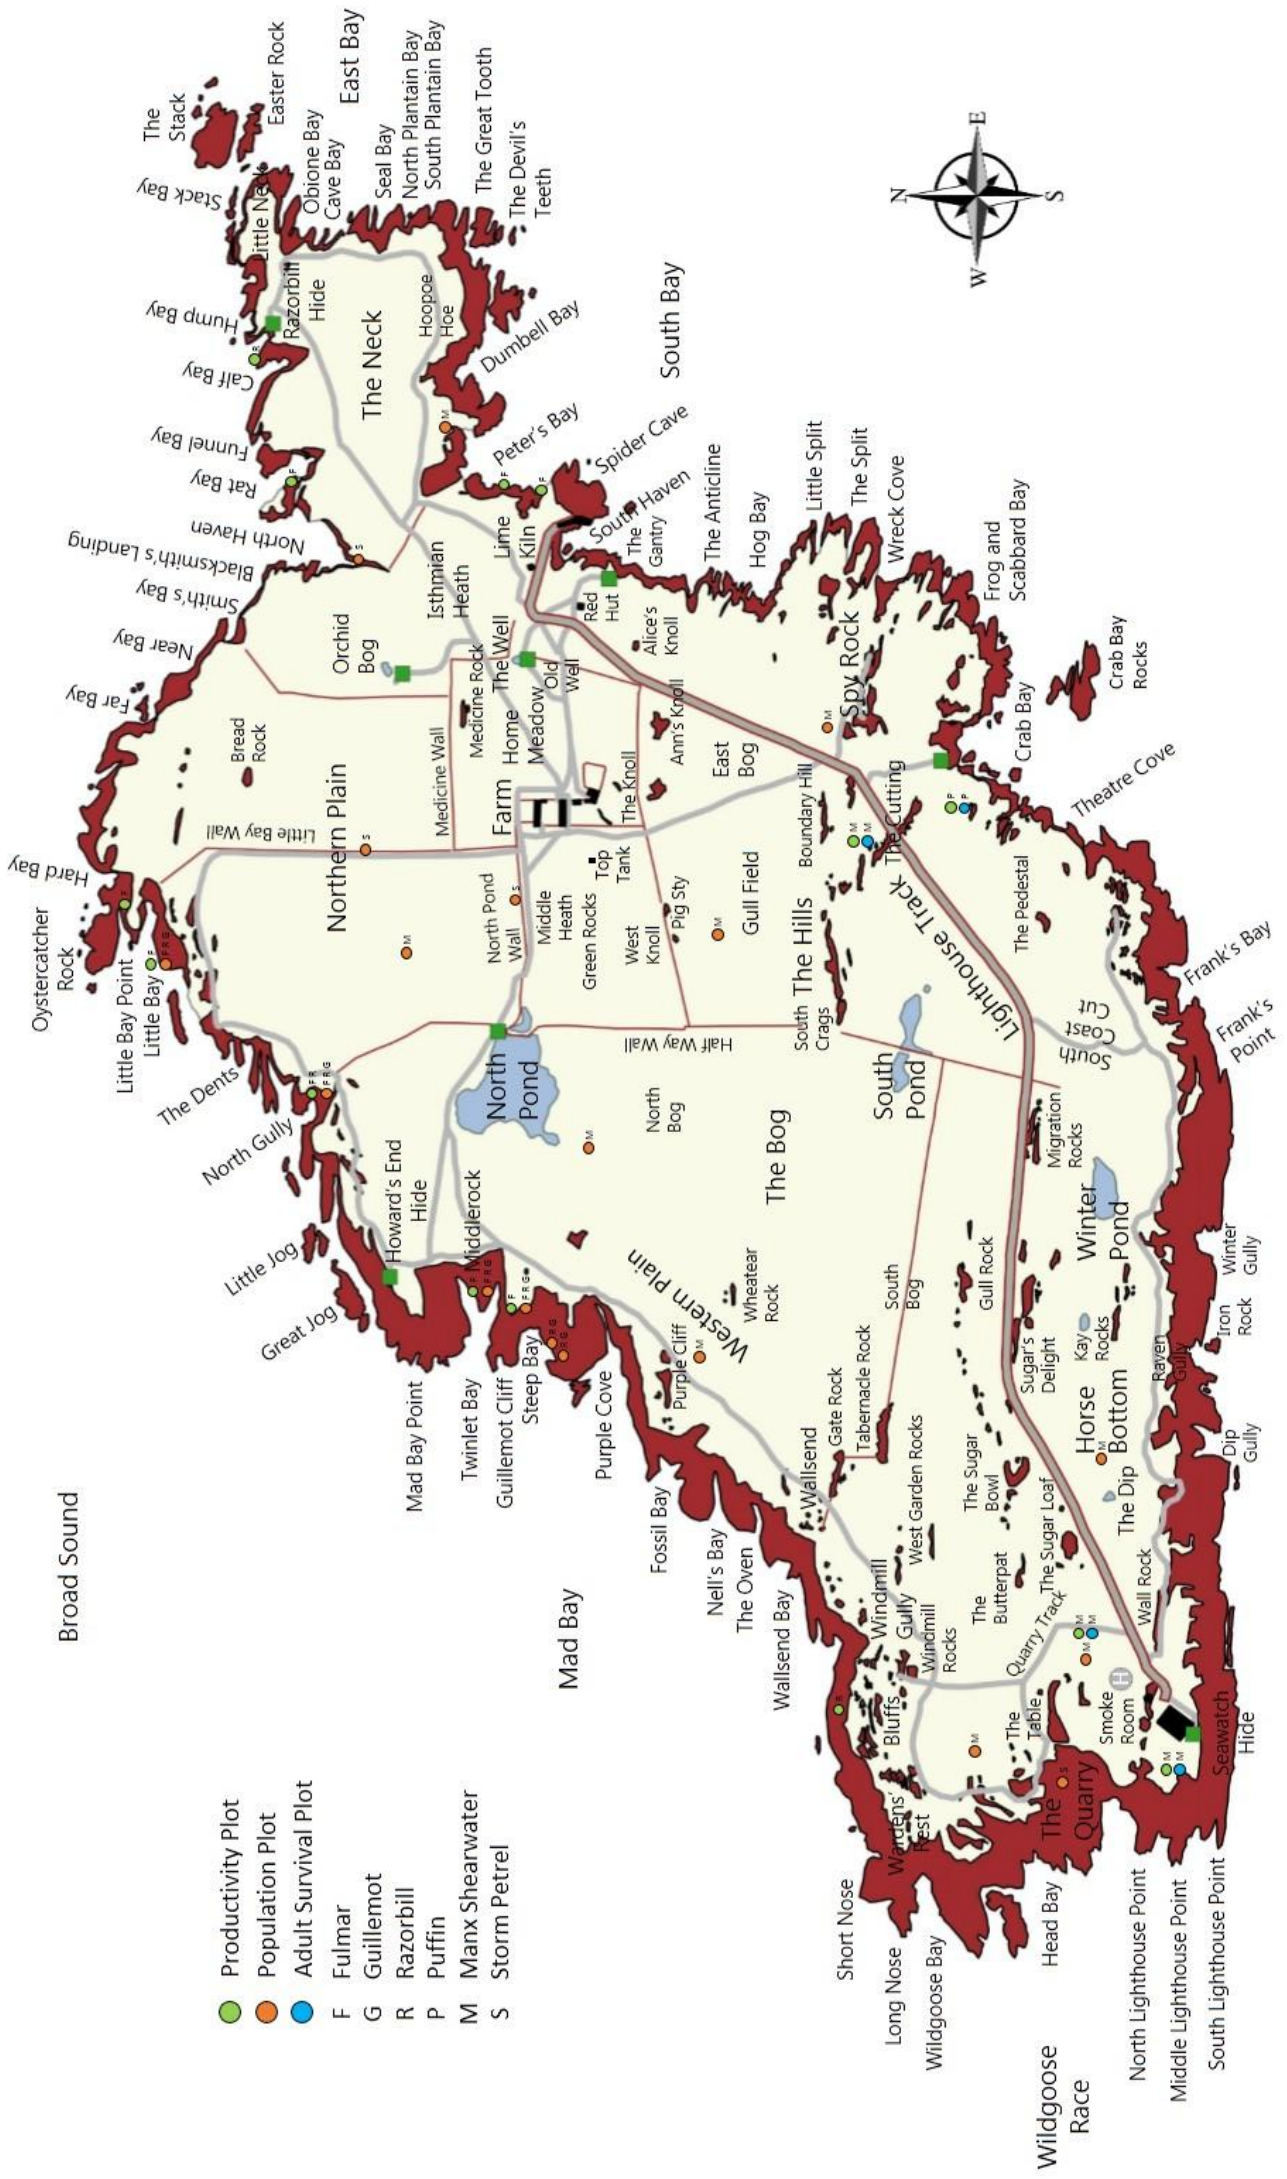 Broad Sound
Productivity Plot
Population Plot
Adult Survival Plot
F Fulmar
G Guillemot
R Razorbill
P Puffin
M Manx Shearwater
S Storm Petrel
Mad Bay
Wildgoose
Race
South Bay
East Bay
N
E
S
W
Short Nose
Long Nose
Wildgoose Bay
Head Bay
North Lighthouse Point
Middle Lighthouse Point
South Lighthouse Point
Wallsend Bay
The Oven
Nell's Bay
Fossil Bay
Purple Cove
Steep Bay
Guillemot Cliff
Twinlet Bay
Mad Bay Point
Great Jog
Little Jog
North Gully
The Dents
Little Bay
Little Bay Point
Oystercatcher
Rock
Hard Bay
Far Bay
Near Bay
Smith's Bay
Blacksmith's Landing
North Haven
Rat Bay
Funnel Bay
Calf Bay
Hump Bay
Stack Bay
The
Stack
Little Neck
Easter Rock
Obione Bay
Cave Bay
Seal Bay
North Plantain Bay
South Plantain Bay
The Great Tooth
The Devil's
Teeth
Razorbill
Hide
The Neck
Hoopoe
Hoe
Dumbell Bay
Peter's Bay
Spider Cave
South Haven
The
Gantry
The Anticline
Hog Bay
Little Split
The Split
Wreck Cove
Frog and
Scabbard Bay
Crab Bay
Rocks
Crab Bay
Theatre Cove
Frank's Bay
Frank's
Point
Winter
Gully
Iron
Rock
Raven
Gully
Dip
Gully
Seawatch
Hide
Howard's End
Hide
Middlerock
North
Pond
Northern Plain
Little Bay Wall
Bread
Rock
Orchid
Bog
Isthmian
Heath
Lime
Kiln
Medicine Wall
Medicine Rock
The Well
Home
Meadow
Old
Well
Red
Hut
Alice's
Knoll
Ann's Knoll
Farm
The Knoll
Top
Tank
North Pond
Wall
Middle
Heath
Green Rocks
West
Knoll
Pig Sty
Gull Field
East
Bog
Half Way Wall
North
Bog
The Bog
Boundary Hill
The Hills
South
Crags
Spy Rock
The Cutting
Lighthouse Track
The Pedestal
South
Coast
Cut
South
Pond
Migration
Rocks
Winter
Pond
Western Plain
Wheatear
Rock
Purple Cliff
South
Bog
Gull Rock
Sugar's
Delight
Kay
Rocks
Horse
Bottom
Gate Rock
Tabernacle Rock
Wallsend
West Garden Rocks
The Sugar
Bowl
The Sugar Loaf
The Dip
Wall Rock
The
Butterpat
Windmill
Gully
Windmill
Rocks
Quarry Track
Bluffs
The
Table
Smoke
Room
H
Wardens'
Rest
The
Quarry
R
F
S
M
F
F
S
S
M
F
F
F R G
F R
F R G
F
F R G
F
F R G
R G
R G
M
M
M
M
M
M
P
P
M
M
M
M
R
M
S
M
M